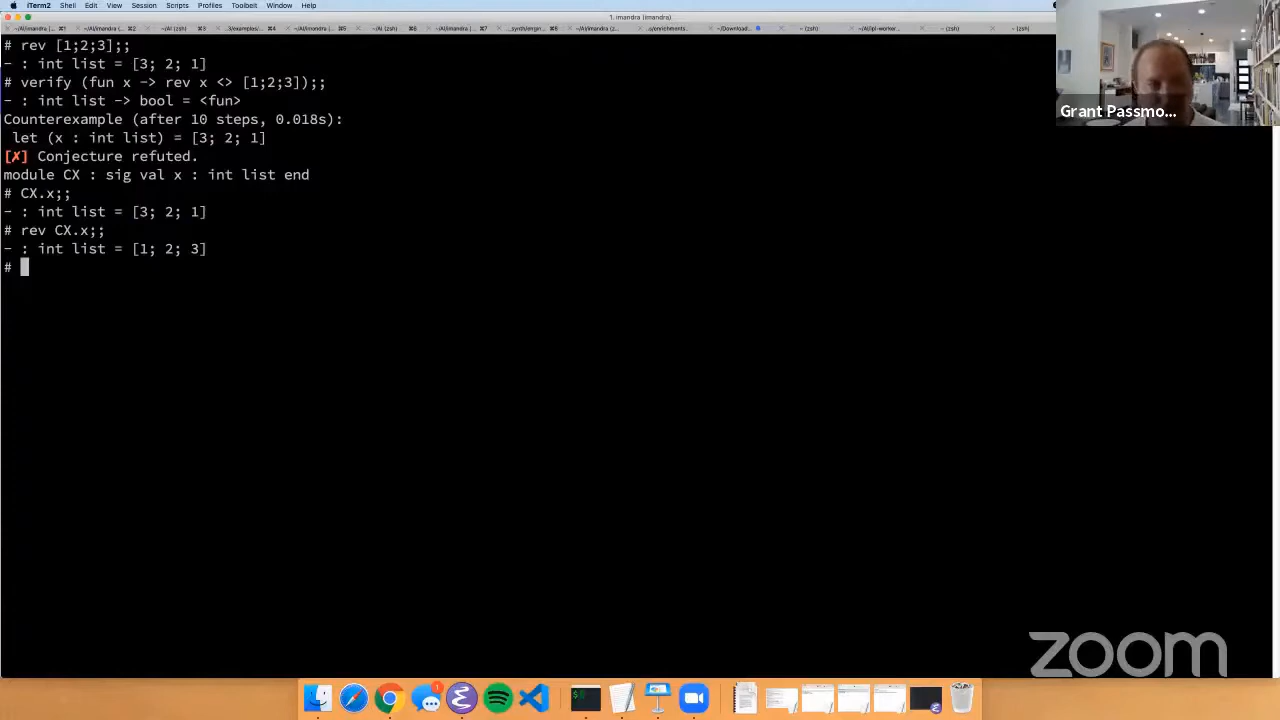 iTerm2 Shell Edit View Session Scripts Profiles Toolbelt Window Help
1. imandra (imandra)
# rev [1;2;3];;
- : int list = [3; 2; 1]
# verify (fun x -> rev x <> [1;2;3]);;
- : int list -> bool = <fun>
Counterexample (after 10 steps, 0.018s):
let (x : int list) = [3; 2; 1]
[✗] Conjecture refuted.
module CX : sig val x : int list end
# CX.x;;
- : int list = [3; 2; 1]
# rev CX.x;;
- : int list = [1; 2; 3]
#
Grant Passmo...
zoom